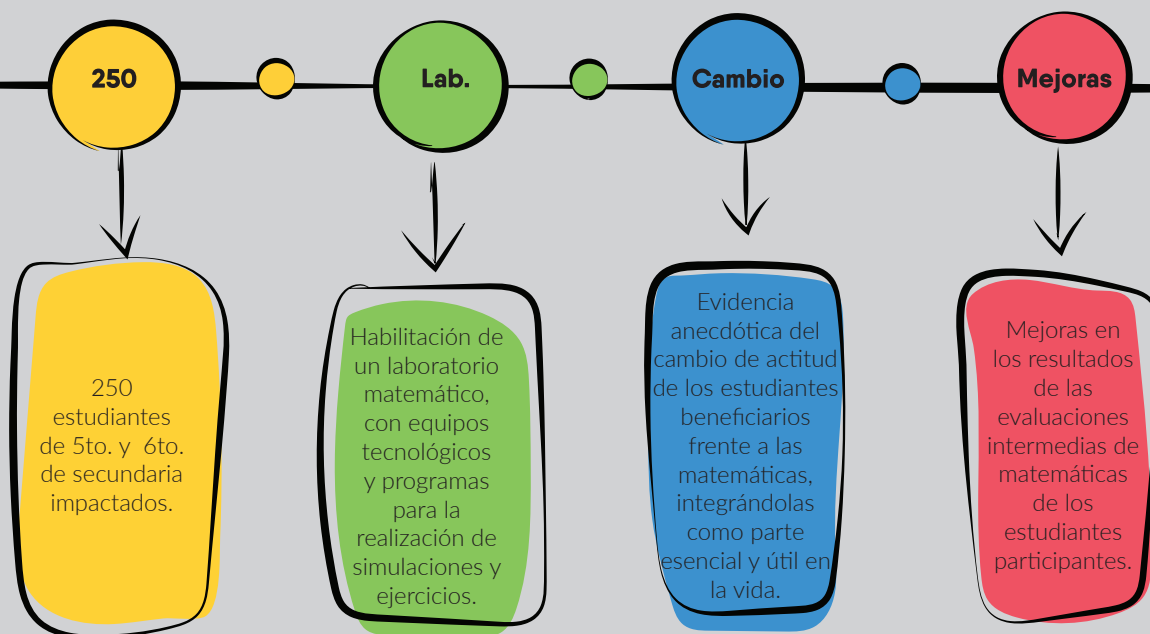 250
Lab.
Cambio
Mejoras
250
estudiantes
de 5to. y 6to.
de secundaria
impactados.
Habilitación de
un laboratorio
matemático,
con equipos
tecnológicos
y programas
para la
realización de
simulaciones y
ejercicios.
Evidencia
anecdótica del
cambio de actitud
de los estudiantes
beneficiarios
frente a las
matemáticas,
integrándolas
como parte
esencial y útil en
la vida.
Mejoras en
los resultados
de las
evaluaciones
intermedias de
matemáticas
de los
estudiantes
participantes.